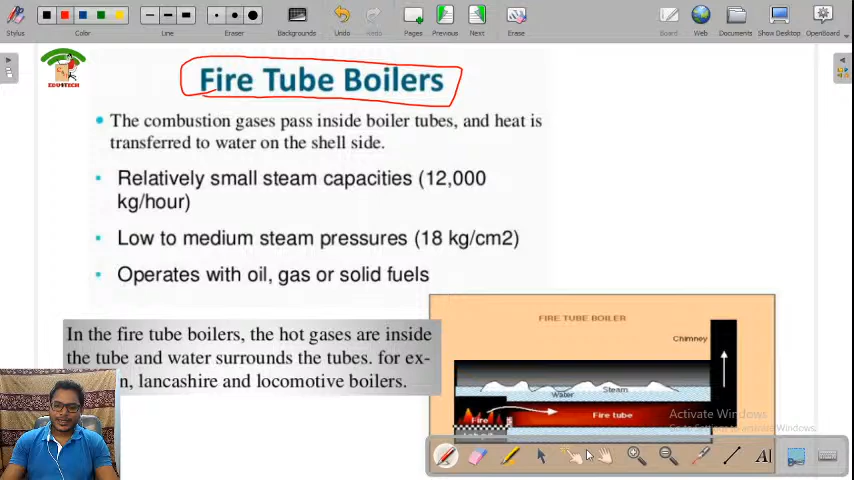 Stylus
Color
Line
Eraser
Backgrounds
Undo
Redo
Pages
Previous
Next
Erase
Board
Web
Documents
Show Desktop
OpenBoard
EDU4TECH
Fire Tube Boilers
• The combustion gases pass inside boiler tubes, and heat is
transferred to water on the shell side.
• Relatively small steam capacities (12,000
kg/hour)
• Low to medium steam pressures (18 kg/cm2)
• Operates with oil, gas or solid fuels
In the fire tube boilers, the hot gases are inside
the tube and water surrounds the tubes. for ex-
n, lancashire and locomotive boilers.
FIRE TUBE BOILER
Chimney
Steam
Water
Fire
Fire tube
Activate Windows
Go to Settings to activate Windows.
AI